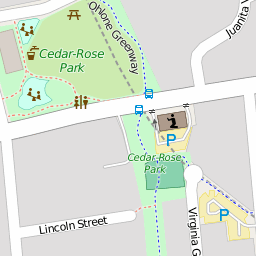 Ohlone Greenway
Juanita
Cedar-Rose
Park
P
Cedar-Rose
Park
P
Lincoln Street
Virginia G